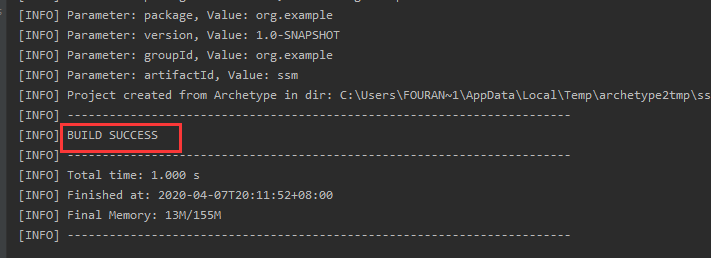 [INFO] Parameter: package, Value: org.example
[INFO] Parameter: version, Value: 1.0-SNAPSHOT
[INFO] Parameter: groupId, Value: org.example
[INFO] Parameter: artifactId, Value: ssm
[INFO] Project created from Archetype in dir: C:\Users\FOURAN~1\AppData\Local\Temp\archetype2tmp\ss
[INFO] ------------------------------------------------------------------------
[INFO] BUILD SUCCESS
[INFO] ------------------------------------------------------------------------
[INFO] Total time: 1.000 s
[INFO] Finished at: 2020-04-07T20:11:52+08:00
[INFO] Final Memory: 13M/155M
[INFO] ------------------------------------------------------------------------